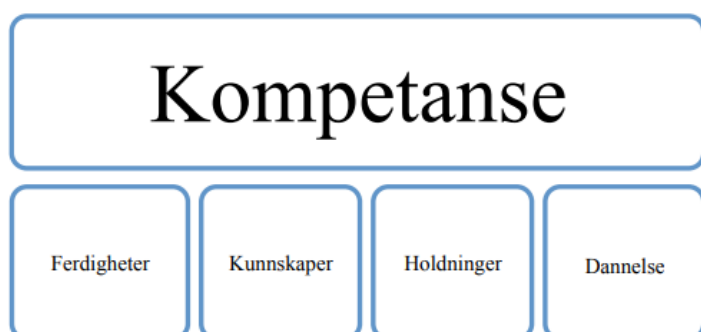 Kompetanse
Ferdigheter
Kunnskaper
Holdninger
Dannelse